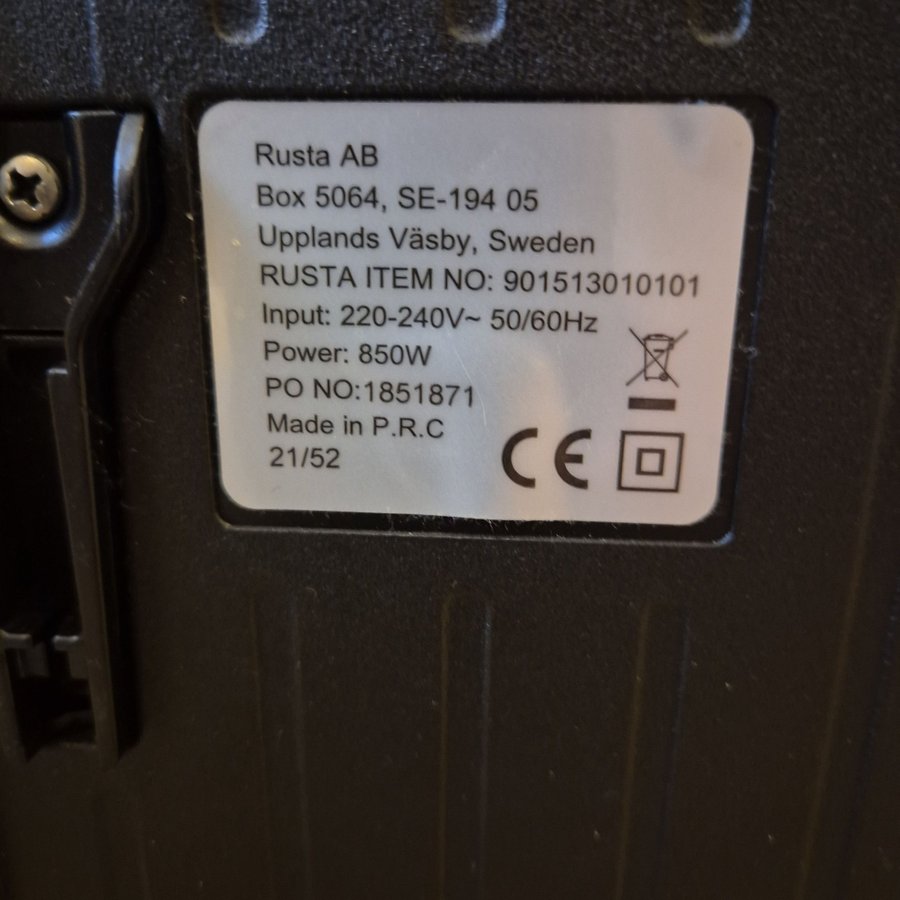 Rusta AB
Box 5064, SE-194 05
Upplands Väsby, Sweden
RUSTA ITEM NO: 901513010101
Input: 220-240V~ 50/60Hz
Power: 850W
PO NO:1851871
Made in P.R.C
21/52
CE